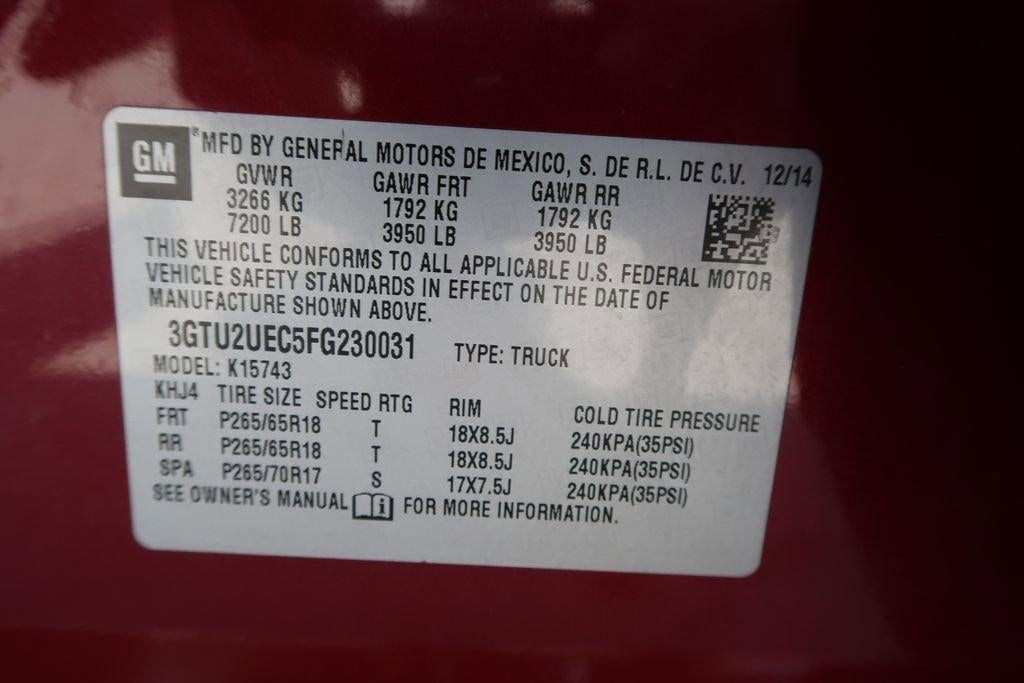 GM ® MFD BY GENERAL MOTORS DE MEXICO, S. DE R.L. DE C.V. 12/14
GVWR GAWR FRT GAWR RR
3266 KG 1792 KG 1792 KG
7200 LB 3950 LB 3950 LB
THIS VEHICLE CONFORMS TO ALL APPLICABLE U.S. FEDERAL MOTOR
VEHICLE SAFETY STANDARDS IN EFFECT ON THE DATE OF
MANUFACTURE SHOWN ABOVE.
3GTU2UEC5FG230031 TYPE: TRUCK
MODEL: K15743
KHJ4 TIRE SIZE SPEED RTG RIM COLD TIRE PRESSURE
FRT P265/65R18 T 18X8.5J 240KPA(35PSI)
RR P265/65R18 T 18X8.5J 240KPA(35PSI)
SPA P265/70R17 S 17X7.5J 240KPA(35PSI)
SEE OWNER'S MANUAL i FOR MORE INFORMATION.